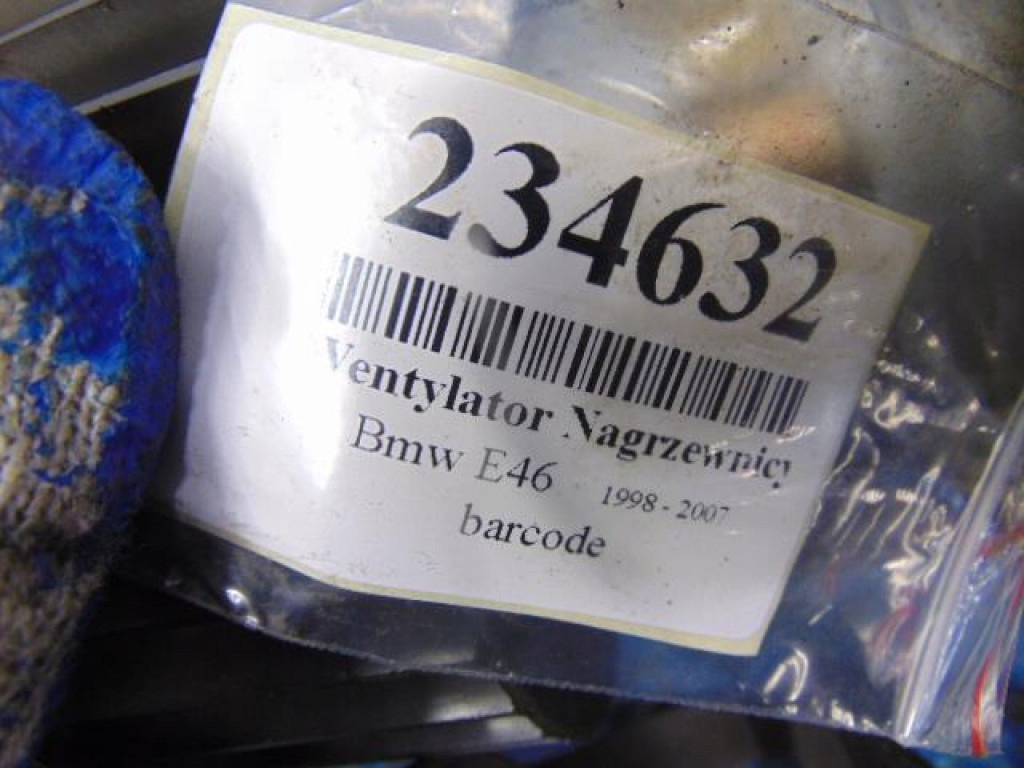 234632
Ventylator Nagrzewnicy
Bmw E46 1998 - 2007
barcode